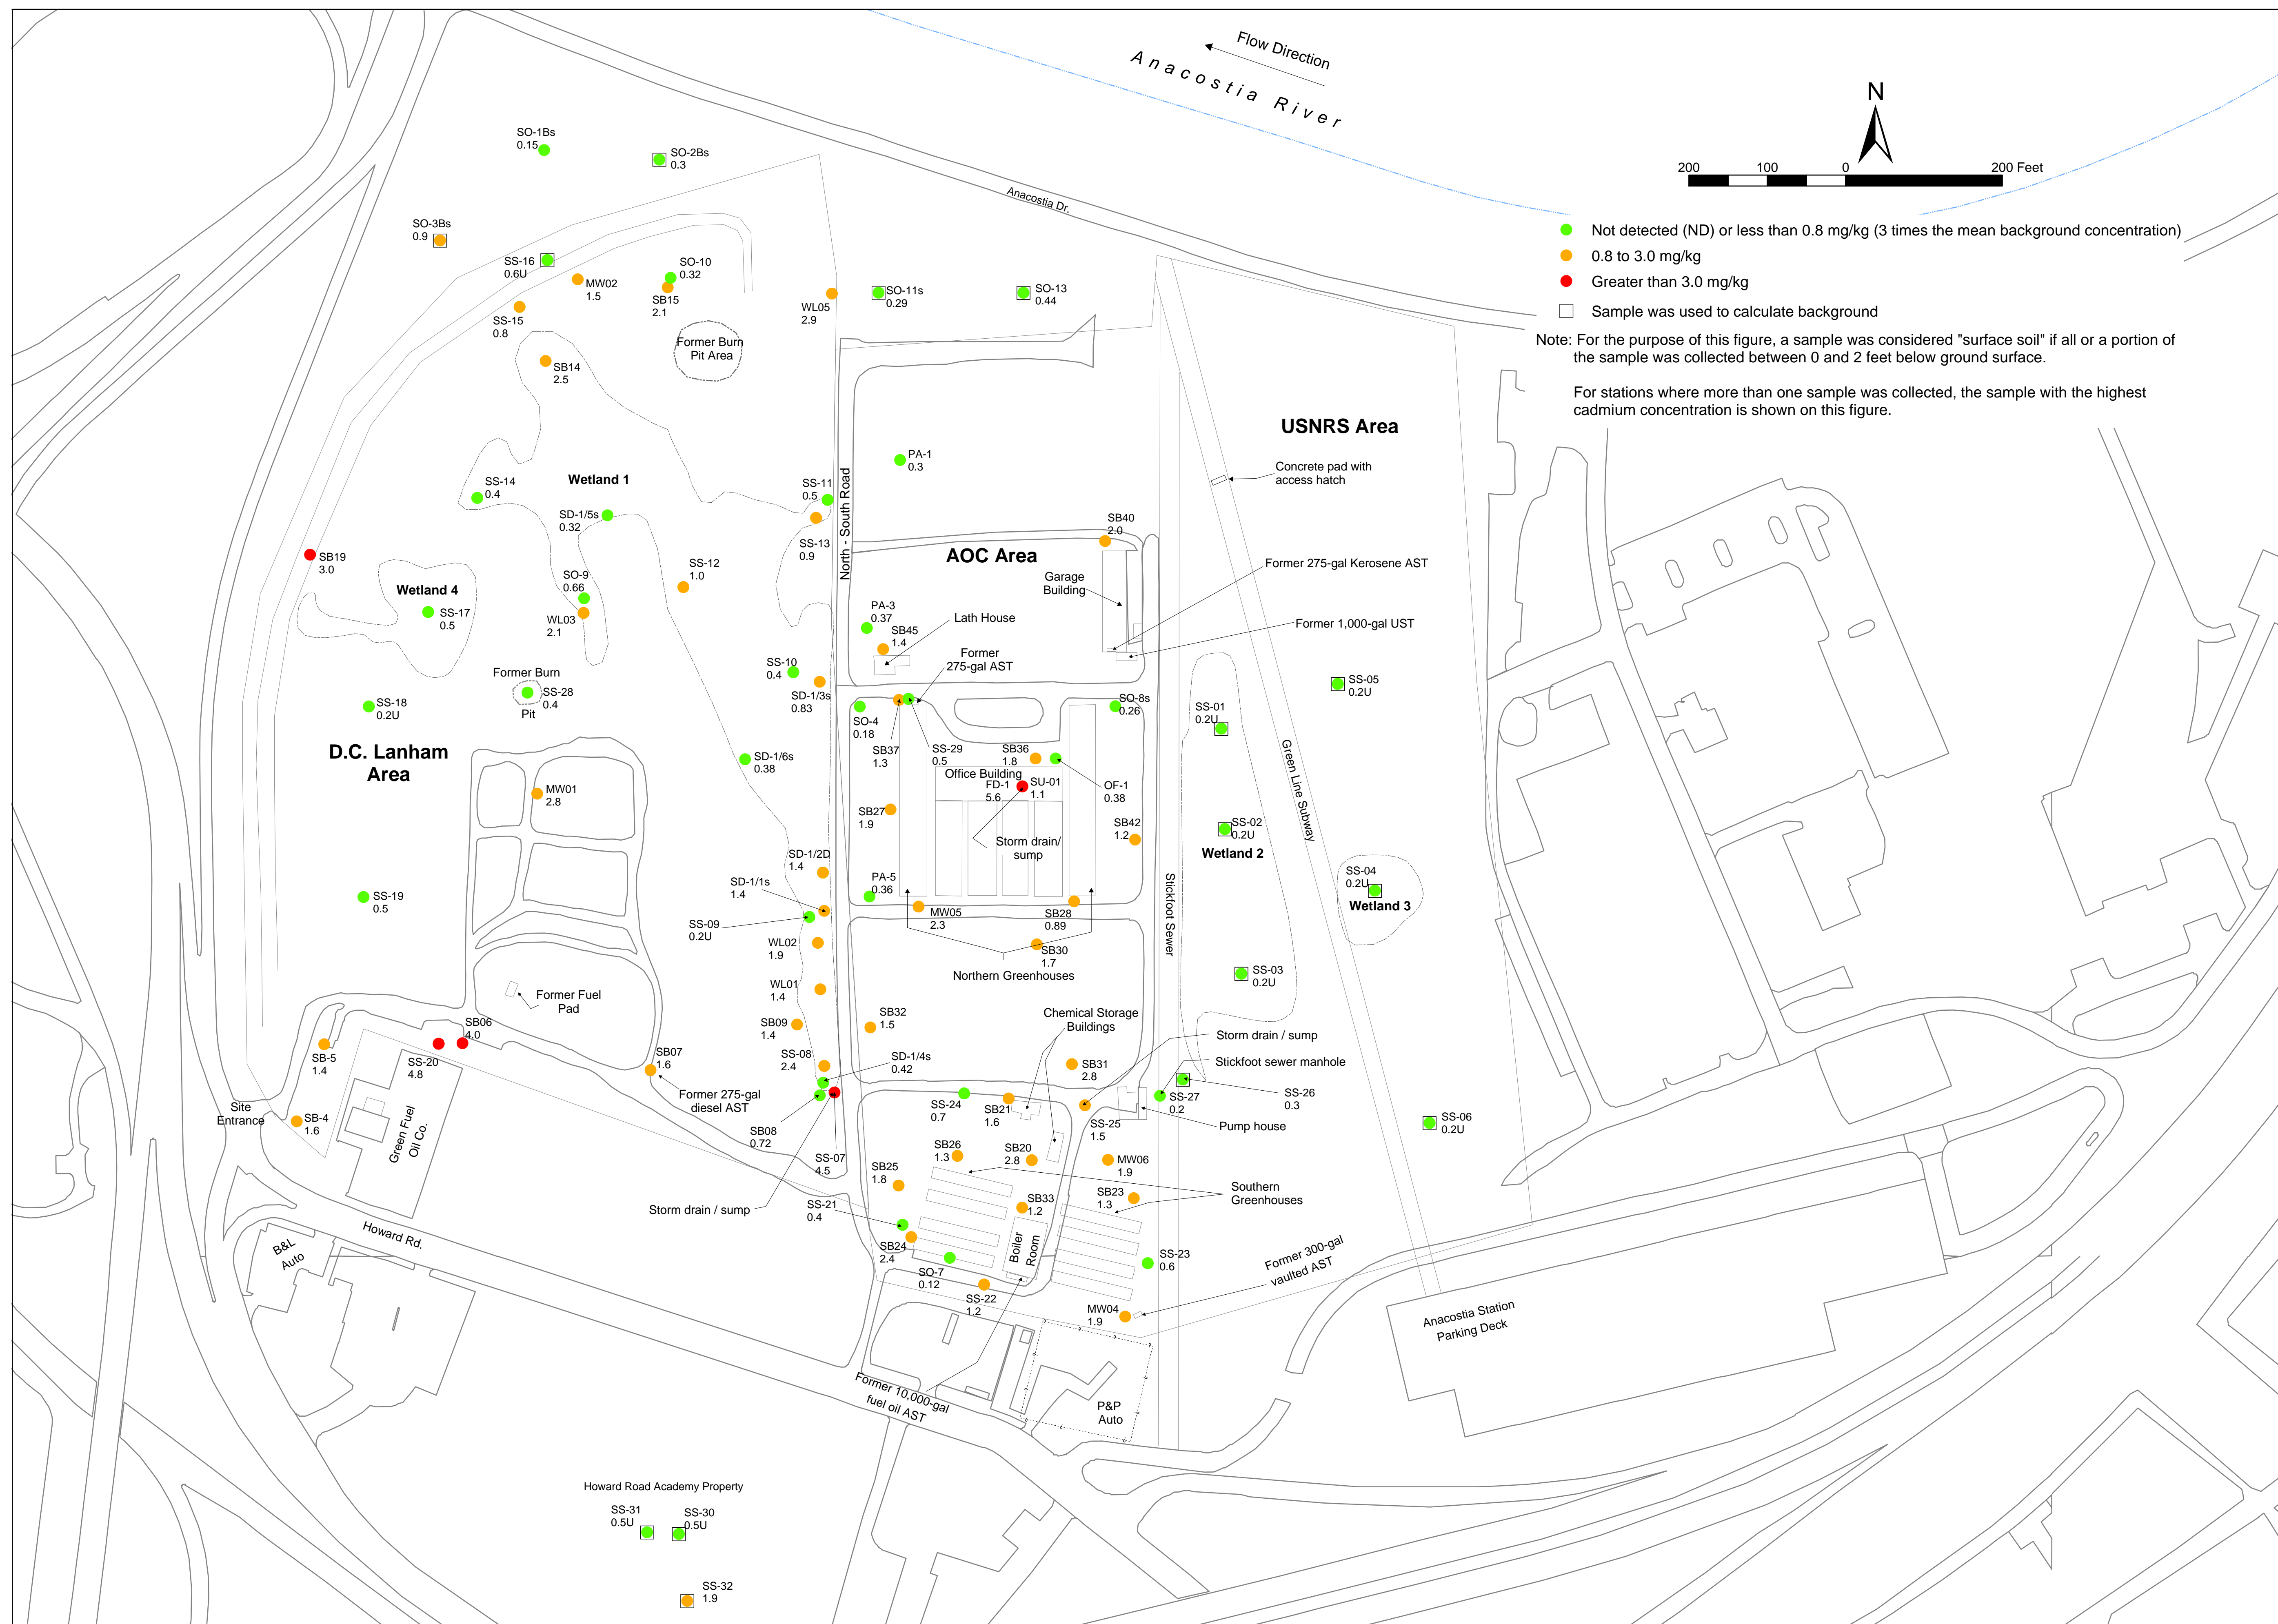 Flow Direction
Anacostia River
N
200 100 0 200 Feet
Not detected (ND) or less than 0.8 mg/kg (3 times the mean background concentration)
0.8 to 3.0 mg/kg
Greater than 3.0 mg/kg
Sample was used to calculate background
Note: For the purpose of this figure, a sample was considered "surface soil" if all or a portion of
the sample was collected between 0 and 2 feet below ground surface.
For stations where more than one sample was collected, the sample with the highest
cadmium concentration is shown on this figure.
Anacostia Dr.
SO-1Bs
0.15
SO-2Bs
0.3
SO-3Bs
0.9
SS-16
0.6U
MW02
1.5
SO-10
0.32
SB15
2.1
SS-15
0.8
WL05
2.9
SO-11s
0.29
SO-13
0.44
Former Burn
Pit Area
SB14
2.5
USNRS Area
PA-1
0.3
Concrete pad with
access hatch
SS-14
0.4
Wetland 1
SS-11
0.5
SD-1/5s
0.32
SS-13
0.9
North - South Road
SB40
2.0
AOC Area
SB19
3.0
SS-12
1.0
Former 275-gal Kerosene AST
Garage
Building
Wetland 4
SO-9
0.66
SS-17
0.5
WL03
2.1
PA-3
0.37
Lath House
Former 1,000-gal UST
SB45
1.4
Former
275-gal AST
SS-10
0.4
Former Burn
Pit
SS-28
0.4
SD-1/3s
0.83
SS-18
0.2U
SO-8s
0.26
SS-05
0.2U
SS-01
0.2U
SO-4
0.18
SB37
1.3
SS-29
0.5
SB36
1.8
D.C. Lanham
Area
SD-1/6s
0.38
Office Building
FD-1
5.6
SU-01
1.1
OF-1
0.38
Green Line Subway
MW01
2.8
SB27
1.9
SB42
1.2
SS-02
0.2U
Storm drain/
sump
Wetland 2
SD-1/2D
1.4
SD-1/1s
1.4
PA-5
0.36
SS-04
0.2U
Wetland 3
SS-19
0.5
MW05
2.3
SB28
0.89
Stickfoot Sewer
SS-09
0.2U
WL02
1.9
SB30
1.7
Northern Greenhouses
SS-03
0.2U
WL01
1.4
Former Fuel
Pad
SB09
1.4
SB32
1.5
Chemical Storage
Buildings
SB06
4.0
SB-5
1.4
SS-20
4.8
SB07
1.6
SS-08
2.4
SD-1/4s
0.42
SB31
2.8
Storm drain / sump
Stickfoot sewer manhole
Former 275-gal
diesel AST
Site
Entrance
SB-4
1.6
Green Fuel
Oil Co.
SB08
0.72
SS-24
0.7
SB21
1.6
SS-25
1.5
SS-27
0.2
SS-26
0.3
Pump house
SS-06
0.2U
SS-07
4.5
SB26
1.3
SB20
2.8
MW06
1.9
SB25
1.8
SB23
1.3
Southern
Greenhouses
Storm drain / sump
SS-21
0.4
SB33
1.2
SB24
2.4
Boiler
Room
SS-23
0.6
Former 300-gal
vaulted AST
Howard Rd.
B&L
Auto
SO-7
0.12
SS-22
1.2
MW04
1.9
Anacostia Station
Parking Deck
Former 10,000-gal
fuel oil AST
P&P
Auto
Howard Road Academy Property
SS-31
0.5U
SS-30
0.5U
SS-32
1.9